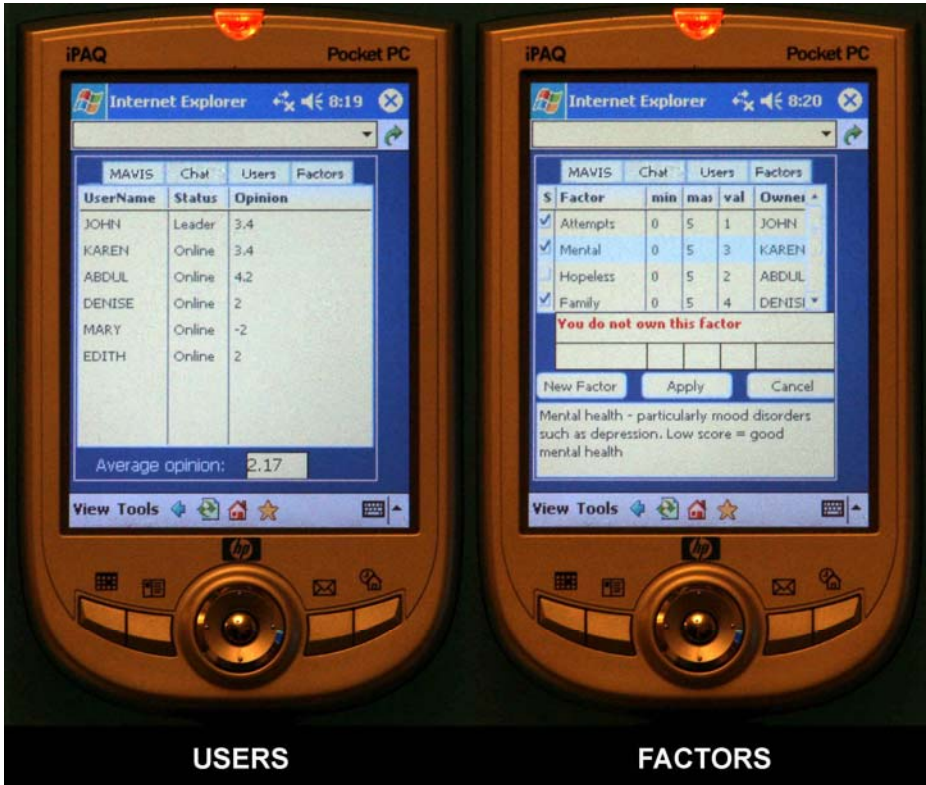 iPAQ Pocket PC
Internet Explorer 8:19
MAVIS Chat Users Factors
UserName Status Opinion
JOHN Leader 3.4
KAREN Online 3.4
ABDUL Online 4.2
DENISE Online 2
MARY Online -2
EDITH Online 2
Average opinion: 2.17
View Tools
hp
USERS
iPAQ Pocket PC
Internet Explorer 8:20
MAVIS Chat Users Factors
S Factor min max val Owner
Attempts 0 5 1 JOHN
Mental 0 5 3 KAREN
Hopeless 0 5 2 ABDUL
Family 0 5 4 DENISI
You do not own this factor
New Factor Apply Cancel
Mental health - particularly mood disorders
such as depression. Low score = good
mental health
View Tools
hp
FACTORS